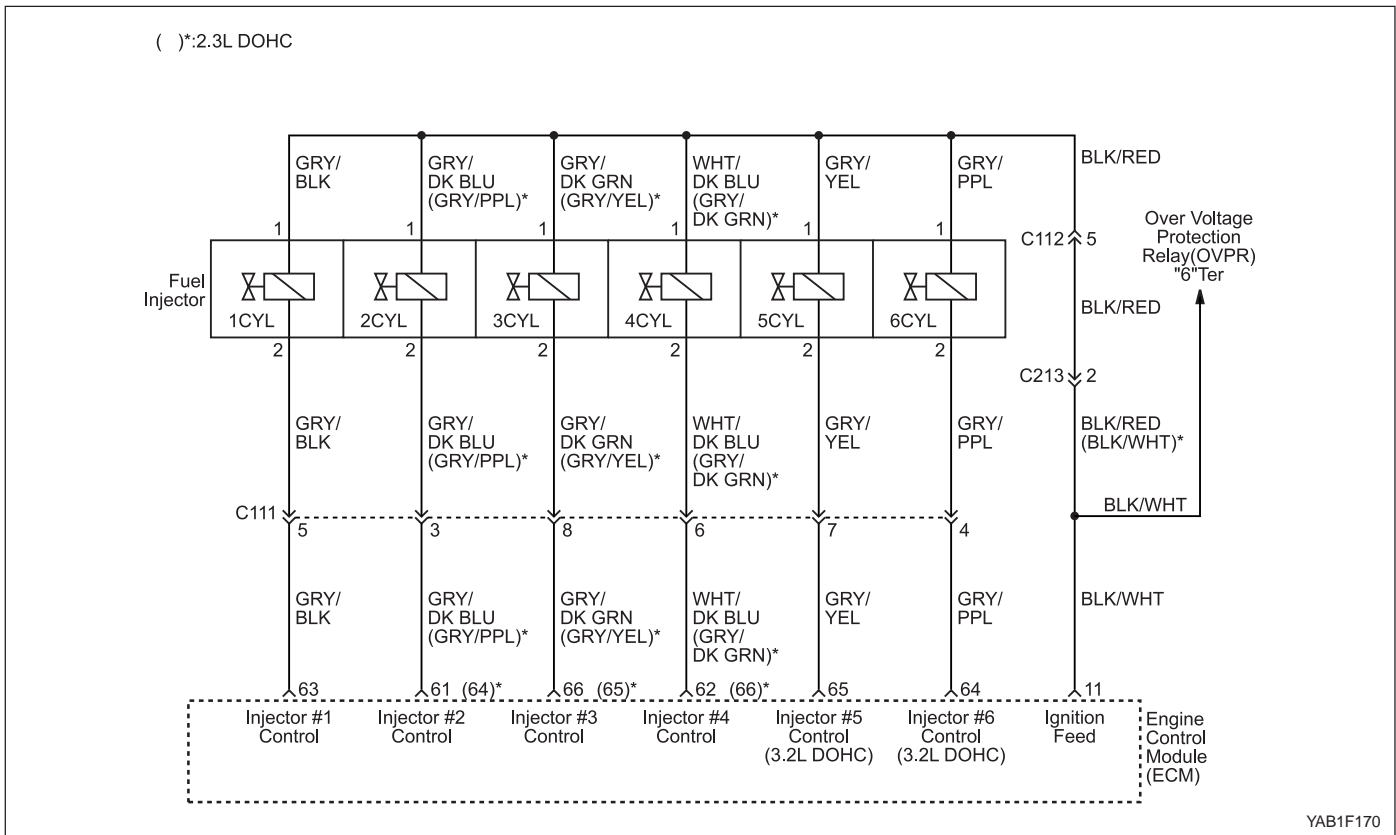 ( )*:2.3L DOHC
GRY/
BLK
GRY/
DK BLU
(GRY/PPL)*
GRY/
DK GRN
(GRY/YEL)*
WHT/
DK BLU
(GRY/
DK GRN)*
GRY/
YEL
GRY/
PPL
BLK/RED
Over Voltage
Protection
Relay(OVPR)
"6"Ter
1 1 1 1 1 1
C112 5
Fuel
Injector
1CYL 2CYL 3CYL 4CYL 5CYL 6CYL
BLK/RED
2 2 2 2 2 2
C213 2
GRY/
BLK
GRY/
DK BLU
(GRY/PPL)*
GRY/
DK GRN
(GRY/YEL)*
WHT/
DK BLU
(GRY/
DK GRN)*
GRY/
YEL
GRY/
PPL
BLK/RED
(BLK/WHT)*
BLK/WHT
C111 5 3 8 6 7 4
GRY/
BLK
GRY/
DK BLU
(GRY/PPL)*
GRY/
DK GRN
(GRY/YEL)*
WHT/
DK BLU
(GRY/
DK GRN)*
GRY/
YEL
GRY/
PPL
BLK/WHT
63 61 (64)* 66 (65)* 62 (66)* 65 64 11
Injector #1
Control
Injector #2
Control
Injector #3
Control
Injector #4
Control
Injector #5
Control
(3.2L DOHC)
Injector #6
Control
(3.2L DOHC)
Ignition
Feed
Engine
Control
Module
(ECM)
YAB1F170